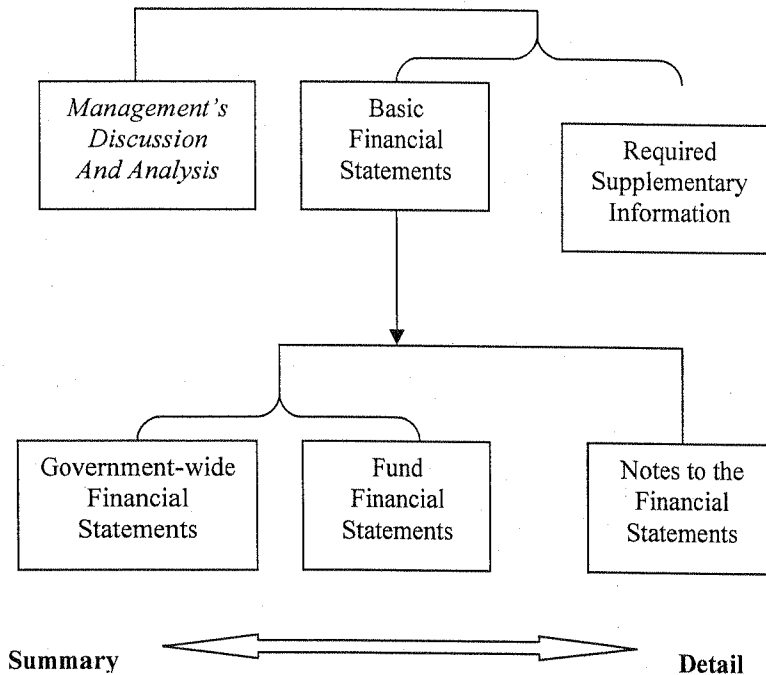 Management's
Discussion
And Analysis
Basic
Financial
Statements
Required
Supplementary
Information
Government-wide
Financial
Statements
Fund
Financial
Statements
Notes to the
Financial
Statements
Summary
Detail